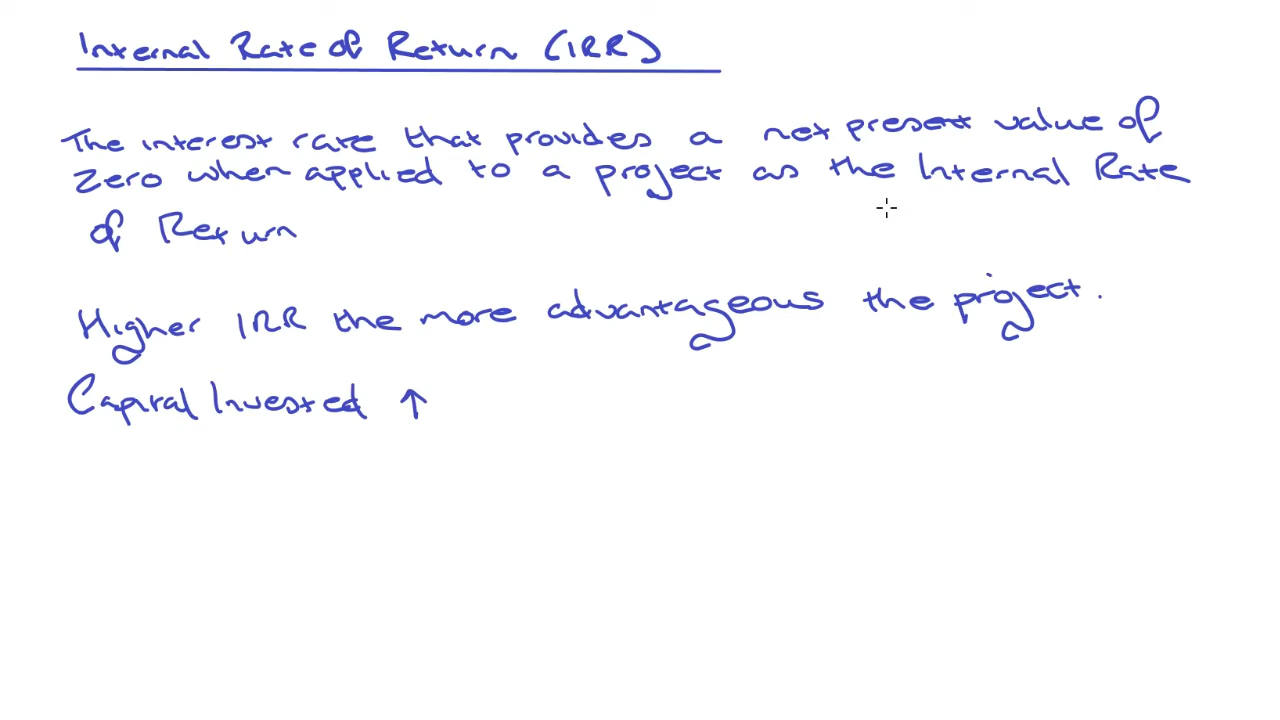 Internal Rate of Return (IRR)
The interest rate that provides a net present value of
zero when applied to a project as the Internal Rate
of Return
Higher IRR the more advantageous the project.
Capital Invested ↑